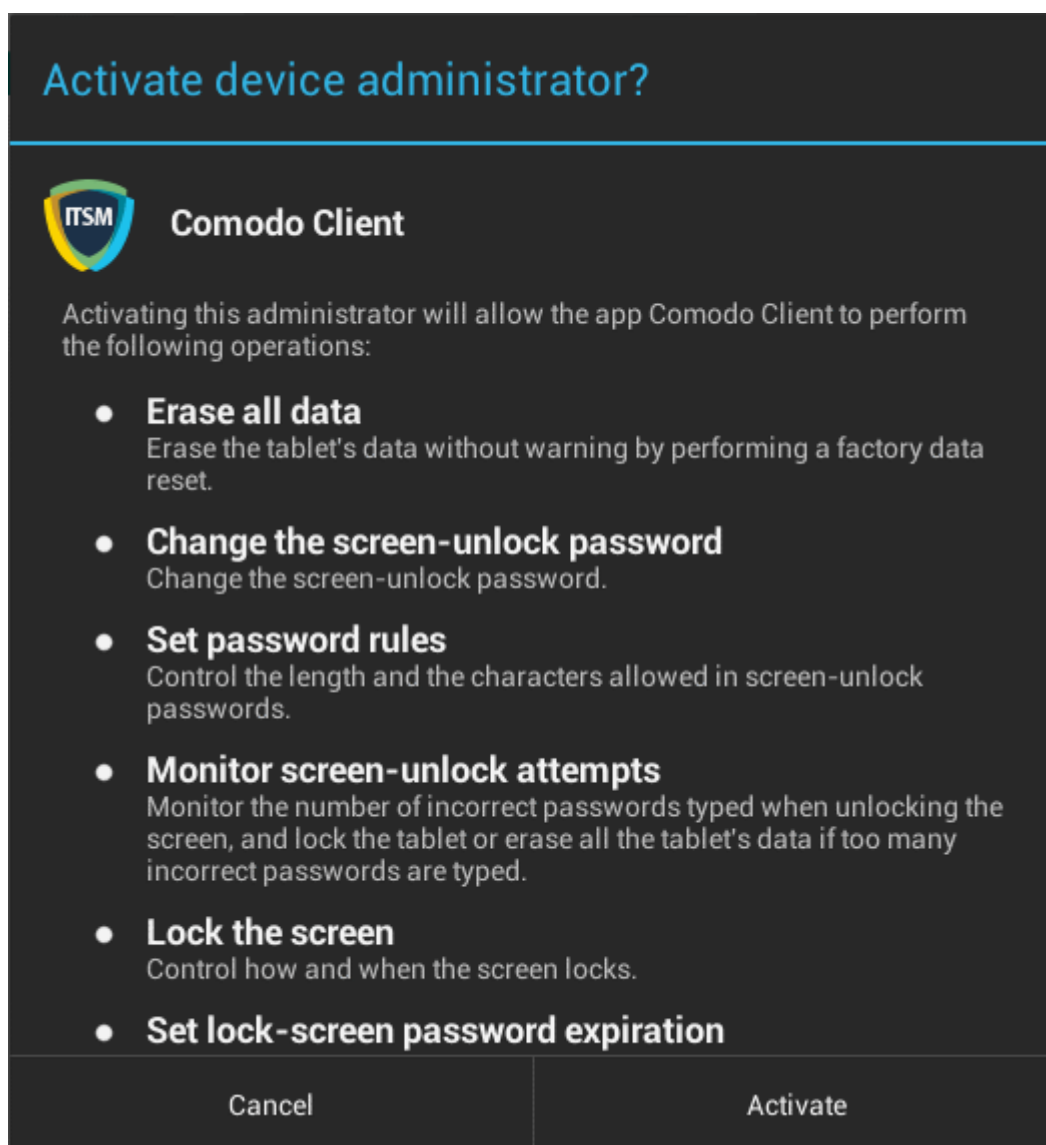 Activate device administrator?
ITSM
Comodo Client
Activating this administrator will allow the app Comodo Client to perform
the following operations:
● Erase all data
Erase the tablet's data without warning by performing a factory data
reset.
● Change the screen-unlock password
Change the screen-unlock password.
● Set password rules
Control the length and the characters allowed in screen-unlock
passwords.
● Monitor screen-unlock attempts
Monitor the number of incorrect passwords typed when unlocking the
screen, and lock the tablet or erase all the tablet's data if too many
incorrect passwords are typed.
● Lock the screen
Control how and when the screen locks.
● Set lock-screen password expiration
Cancel
Activate